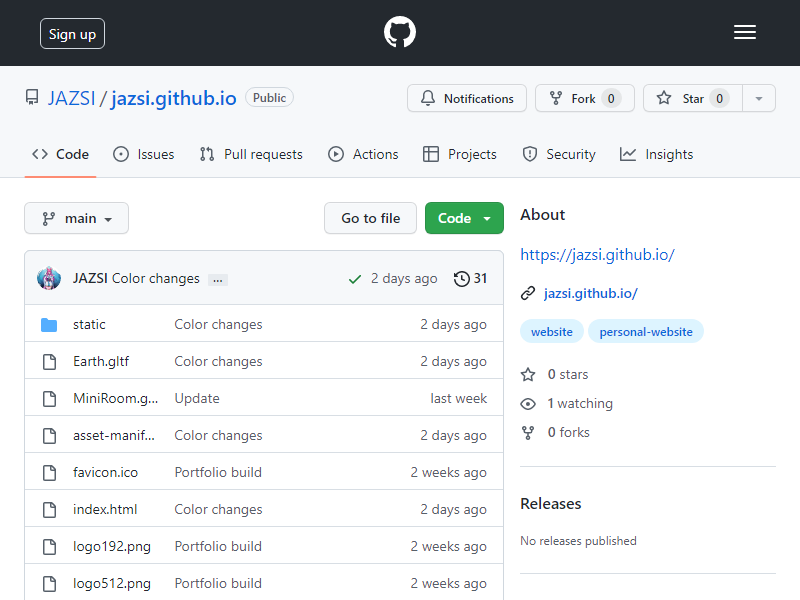 Sign up
JAZSI / jazsi.github.io Public
Notifications Fork 0 Star 0
Code Issues Pull requests Actions Projects Security Insights
main Go to file Code
JAZSI Color changes ... 2 days ago 31
static Color changes 2 days ago
Earth.gltf Color changes 2 days ago
MiniRoom.g... Update last week
asset-manif... Color changes 2 days ago
favicon.ico Portfolio build 2 weeks ago
index.html Color changes 2 days ago
logo192.png Portfolio build 2 weeks ago
logo512.png Portfolio build 2 weeks ago
About
https://jazsi.github.io/
jazsi.github.io/
website personal-website
0 stars
1 watching
0 forks
Releases
No releases published